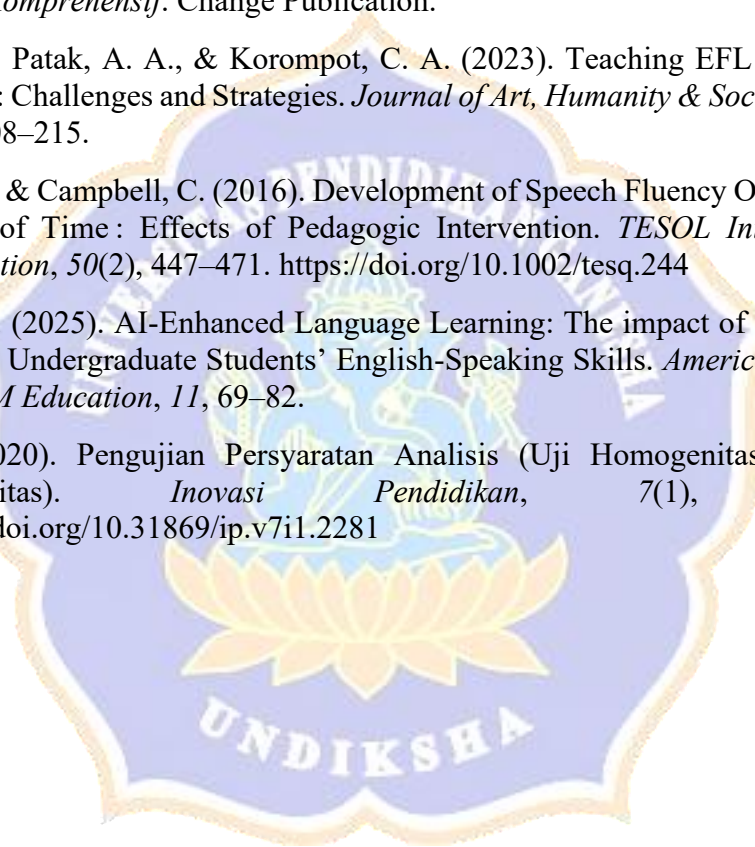 omprehensif. Change Publication.
Patak, A. A., & Korompot, C. A. (2023). Teaching EFL
: Challenges and Strategies. Journal of Art, Humanity & Soc
8–215.
& Campbell, C. (2016). Development of Speech Fluency O
of Time : Effects of Pedagogic Intervention. TESOL In
tion, 50(2), 447–471. https://doi.org/10.1002/tesq.244
(2025). AI-Enhanced Language Learning: The impact of
Undergraduate Students’ English-Speaking Skills. Americ
M Education, 11, 69–82.
020). Pengujian Persyaratan Analisis (Uji Homogenitas
itas). Inovasi Pendidikan, 7(1),
doi.org/10.31869/ip.v7i1.2281
UNIVERSITAS PENDIDIKAN GANESHA
UNDIKSHA